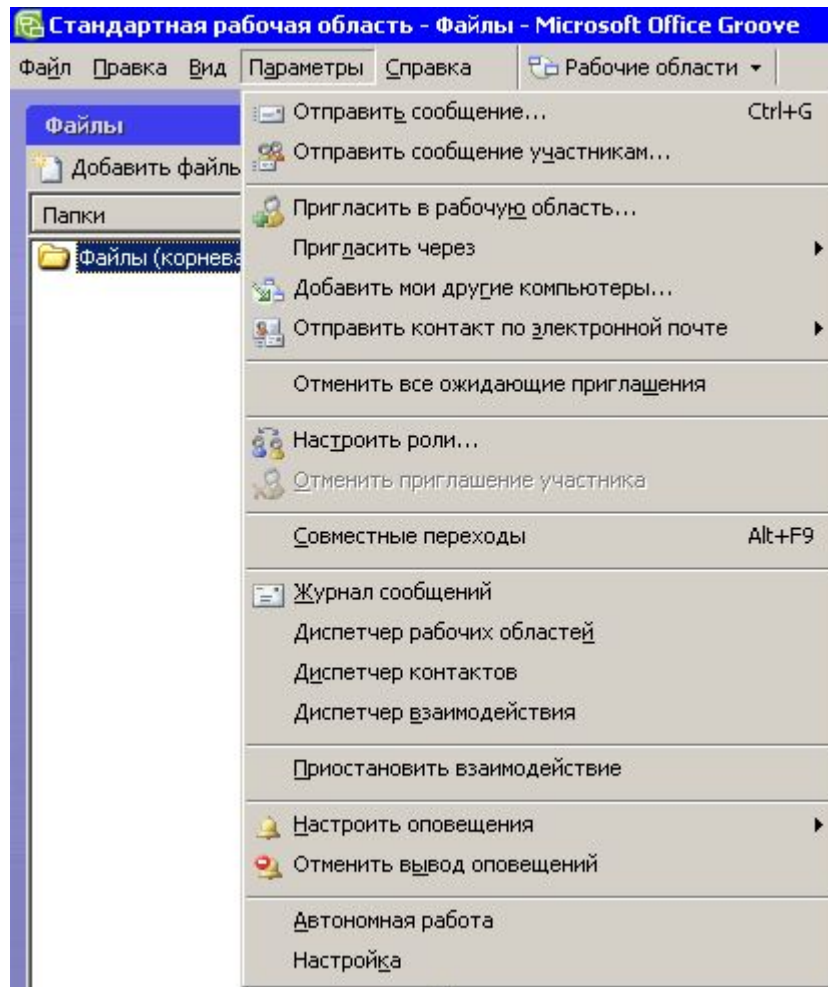 Стандартная рабочая область - Файлы - Microsoft Office Groove
Файл Правка Вид Параметры Справка Рабочие области
Файлы
Добавить файлы
Папки
Файлы (корнева
Отправить сообщение... Ctrl+G
Отправить сообщение участникам...
Пригласить в рабочую область...
Пригласить через
Добавить мои другие компьютеры...
Отправить контакт по электронной почте
Отменить все ожидающие приглашения
Настроить роли...
Отменить приглашение участника
Совместные переходы Alt+F9
Журнал сообщений
Диспетчер рабочих областей
Диспетчер контактов
Диспетчер взаимодействия
Приостановить взаимодействие
Настроить оповещения
Отменить вывод оповещений
Автономная работа
Настройка